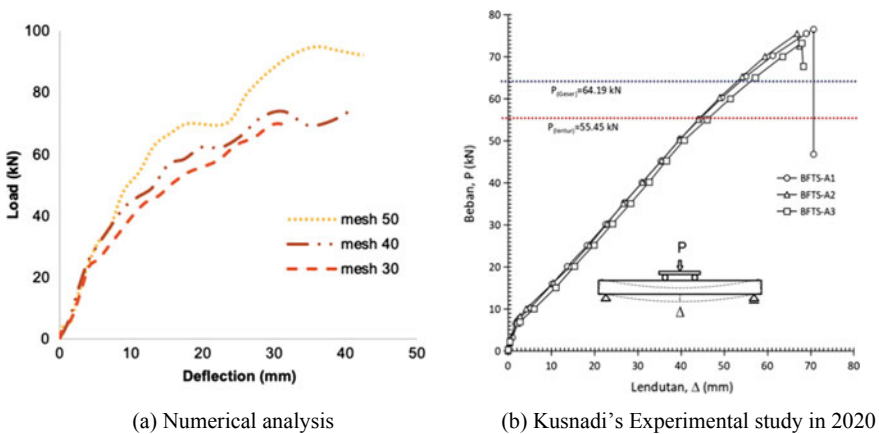 100
80
60
40
20
0
Load (kN)
mesh 50
mesh 40
mesh 30
0 10 20 30 40 50
Deflection (mm)
(a) Numerical analysis
80
70
60
50
40
30
20
10
0
Beban, P (kN)
P(Geser)=64.19 kN
P(lentur)=55.45 kN
BFTS-A1
BFTS-A2
BFTS-A3
P
Δ
0 10 20 30 40 50 60 70 80
Lendutan, Δ (mm)
(b) Kusnadi's Experimental study in 2020